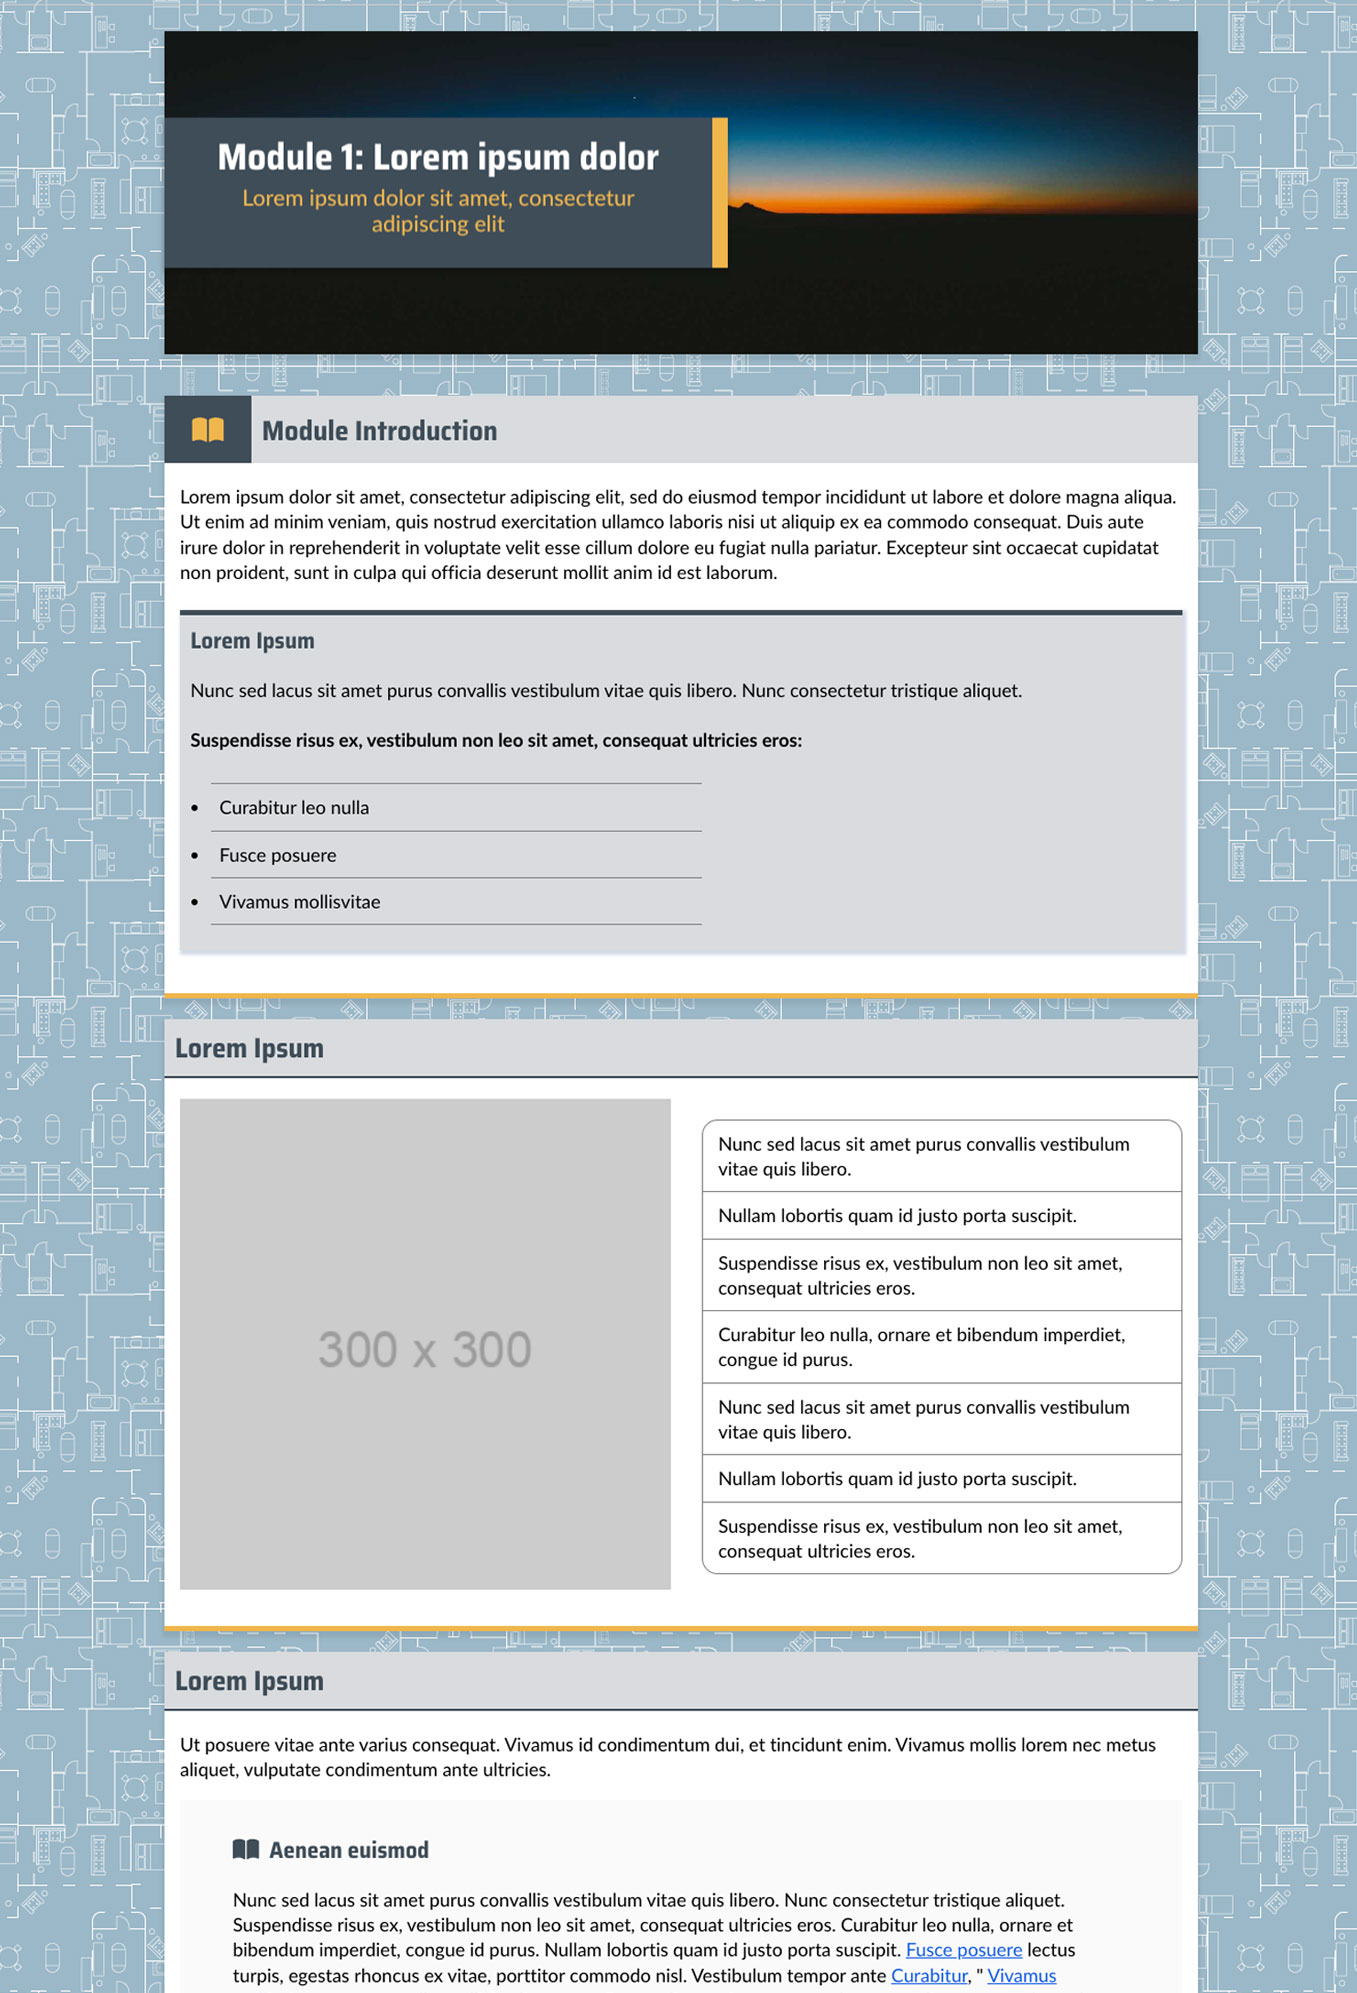 Module 1: Lorem ipsum dolor
Lorem ipsum dolor sit amet, consectetur
adipiscing elit
Module Introduction
Lorem ipsum dolor sit amet, consectetur adipiscing elit, sed do eiusmod tempor incididunt ut labore et dolore magna aliqua.
Ut enim ad minim veniam, quis nostrud exercitation ullamco laboris nisi ut aliquip ex ea commodo consequat. Duis aute
irure dolor in reprehenderit in voluptate velit esse cillum dolore eu fugiat nulla pariatur. Excepteur sint occaecat cupidatat
non proident, sunt in culpa qui officia deserunt mollit anim id est laborum.
Lorem Ipsum
Nunc sed lacus sit amet purus convallis vestibulum vitae quis libero. Nunc consectetur tristique aliquet.
Suspendisse risus ex, vestibulum non leo sit amet, consequat ultricies eros:
• Curabitur leo nulla
• Fusce posuere
• Vivamus mollisvitae
Lorem Ipsum
300 x 300
Nunc sed lacus sit amet purus convallis vestibulum
vitae quis libero.
Nullam lobortis quam id justo porta suscipit.
Suspendisse risus ex, vestibulum non leo sit amet,
consequat ultricies eros.
Curabitur leo nulla, ornare et bibendum imperdiet,
congue id purus.
Nunc sed lacus sit amet purus convallis vestibulum
vitae quis libero.
Nullam lobortis quam id justo porta suscipit.
Suspendisse risus ex, vestibulum non leo sit amet,
consequat ultricies eros.
Lorem Ipsum
Ut posuere vitae ante varius consequat. Vivamus id condimentum dui, et tincidunt enim. Vivamus mollis lorem nec metus
aliquet, vulputate condimentum ante ultricies.
Aenean euismod
Nunc sed lacus sit amet purus convallis vestibulum vitae quis libero. Nunc consectetur tristique aliquet.
Suspendisse risus ex, vestibulum non leo sit amet, consequat ultricies eros. Curabitur leo nulla, ornare et
bibendum imperdiet, congue id purus. Nullam lobortis quam id justo porta suscipit. Fusce posuere lectus
turpis, egestas rhoncus ex vitae, porttitor commodo nisl. Vestibulum tempor ante Curabitur, " Vivamus